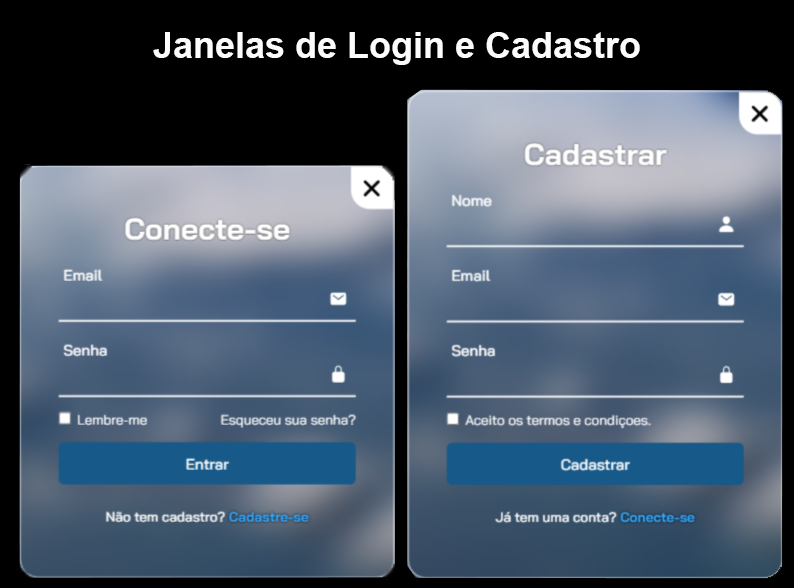 Janelas de Login e Cadastro
Conecte-se
Email
Senha
Lembre-me Esqueceu sua senha?
Entrar
Não tem cadastro? Cadastre-se
Cadastrar
Nome
Email
Senha
Aceito os termos e condiçoes.
Cadastrar
Já tem uma conta? Conecte-se